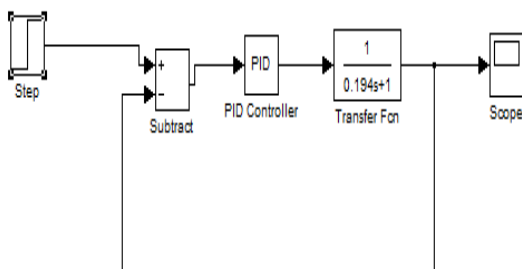 Step
+
−
Subtract
PID
PID Controller
1
0.194s+1
Transfer Fcn
Scope